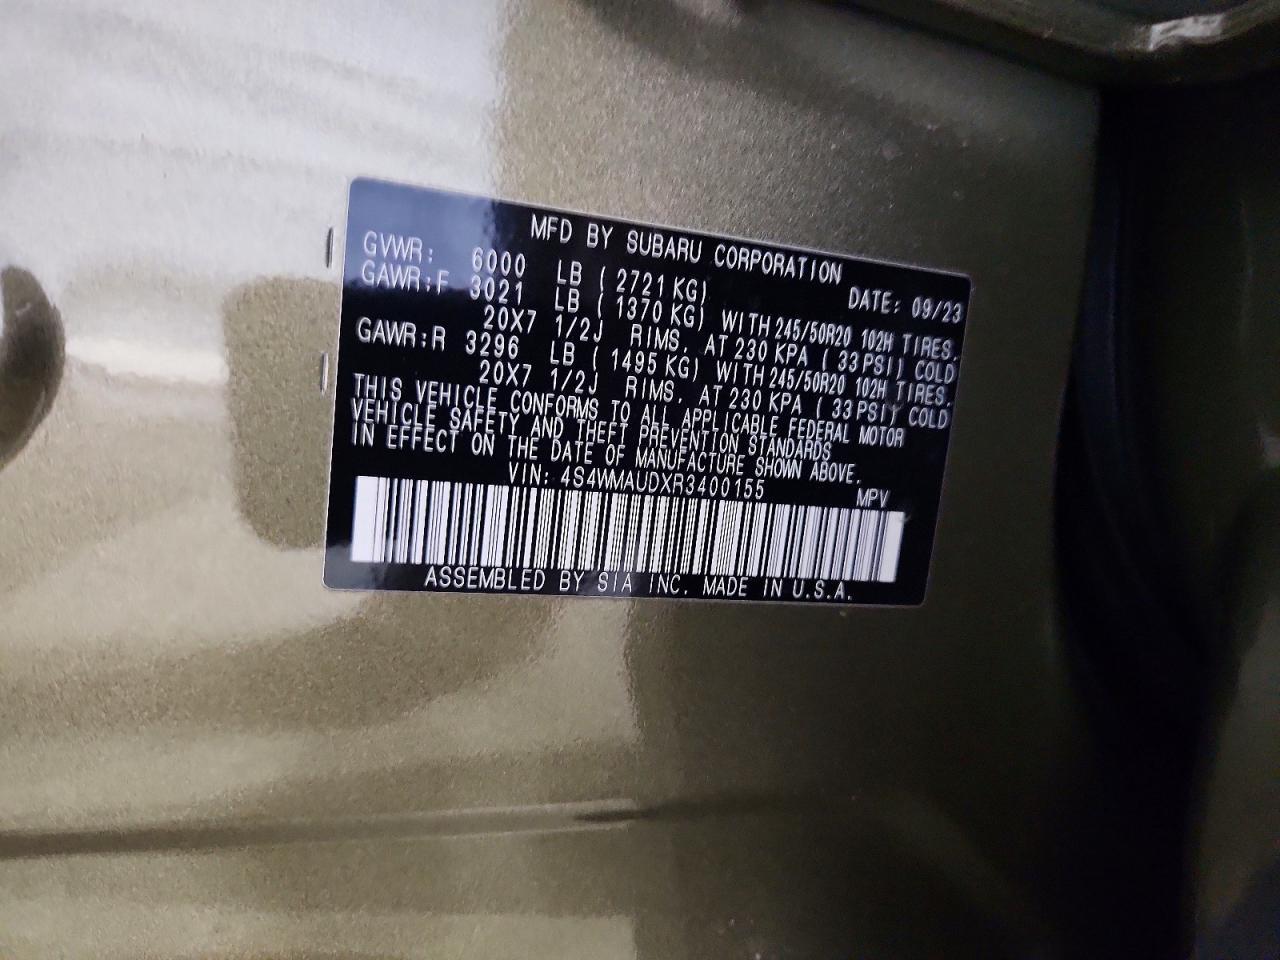 MFD BY SUBARU CORPORATION
DATE: 09/23
GVWR: 6000 LB ( 2721 KG)
GAWR:F 3021 LB ( 1370 KG) WITH 245/50R20 102H TIRES,
20X7 1/2J RIMS, AT 230 KPA ( 33 PSI) COLD
GAWR:R 3296 LB ( 1495 KG) WITH 245/50R20 102H TIRES,
20X7 1/2J RIMS, AT 230 KPA ( 33 PSI) COLD
THIS VEHICLE CONFORMS TO ALL APPLICABLE FEDERAL MOTOR
VEHICLE SAFETY AND THEFT PREVENTION STANDARDS
IN EFFECT ON THE DATE OF MANUFACTURE SHOWN ABOVE.
VIN: 4S4WMAUDXR3400155 MPV
ASSEMBLED BY SIA INC. MADE IN U.S.A.